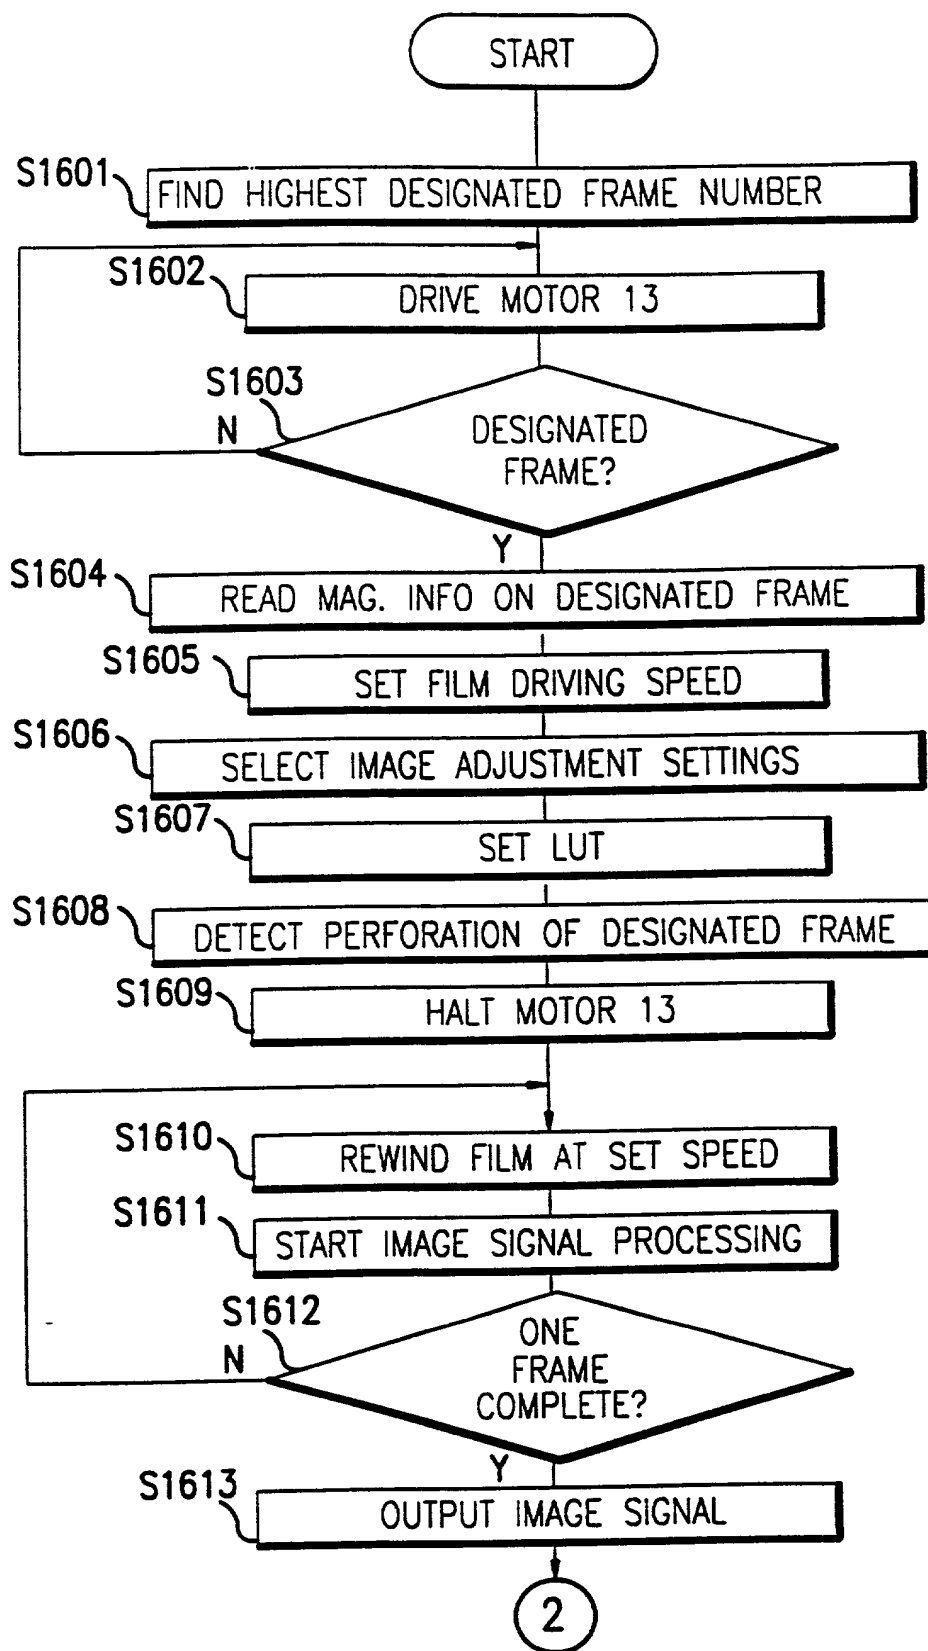 START
S1601
FIND HIGHEST DESIGNATED FRAME NUMBER
S1602
DRIVE MOTOR 13
S1603
N
DESIGNATED
FRAME?
Y
S1604
READ MAG. INFO ON DESIGNATED FRAME
S1605
SET FILM DRIVING SPEED
S1606
SELECT IMAGE ADJUSTMENT SETTINGS
S1607
SET LUT
S1608
DETECT PERFORATION OF DESIGNATED FRAME
S1609
HALT MOTOR 13
S1610
REWIND FILM AT SET SPEED
S1611
START IMAGE SIGNAL PROCESSING
S1612
N
ONE
FRAME
COMPLETE?
Y
S1613
OUTPUT IMAGE SIGNAL
2